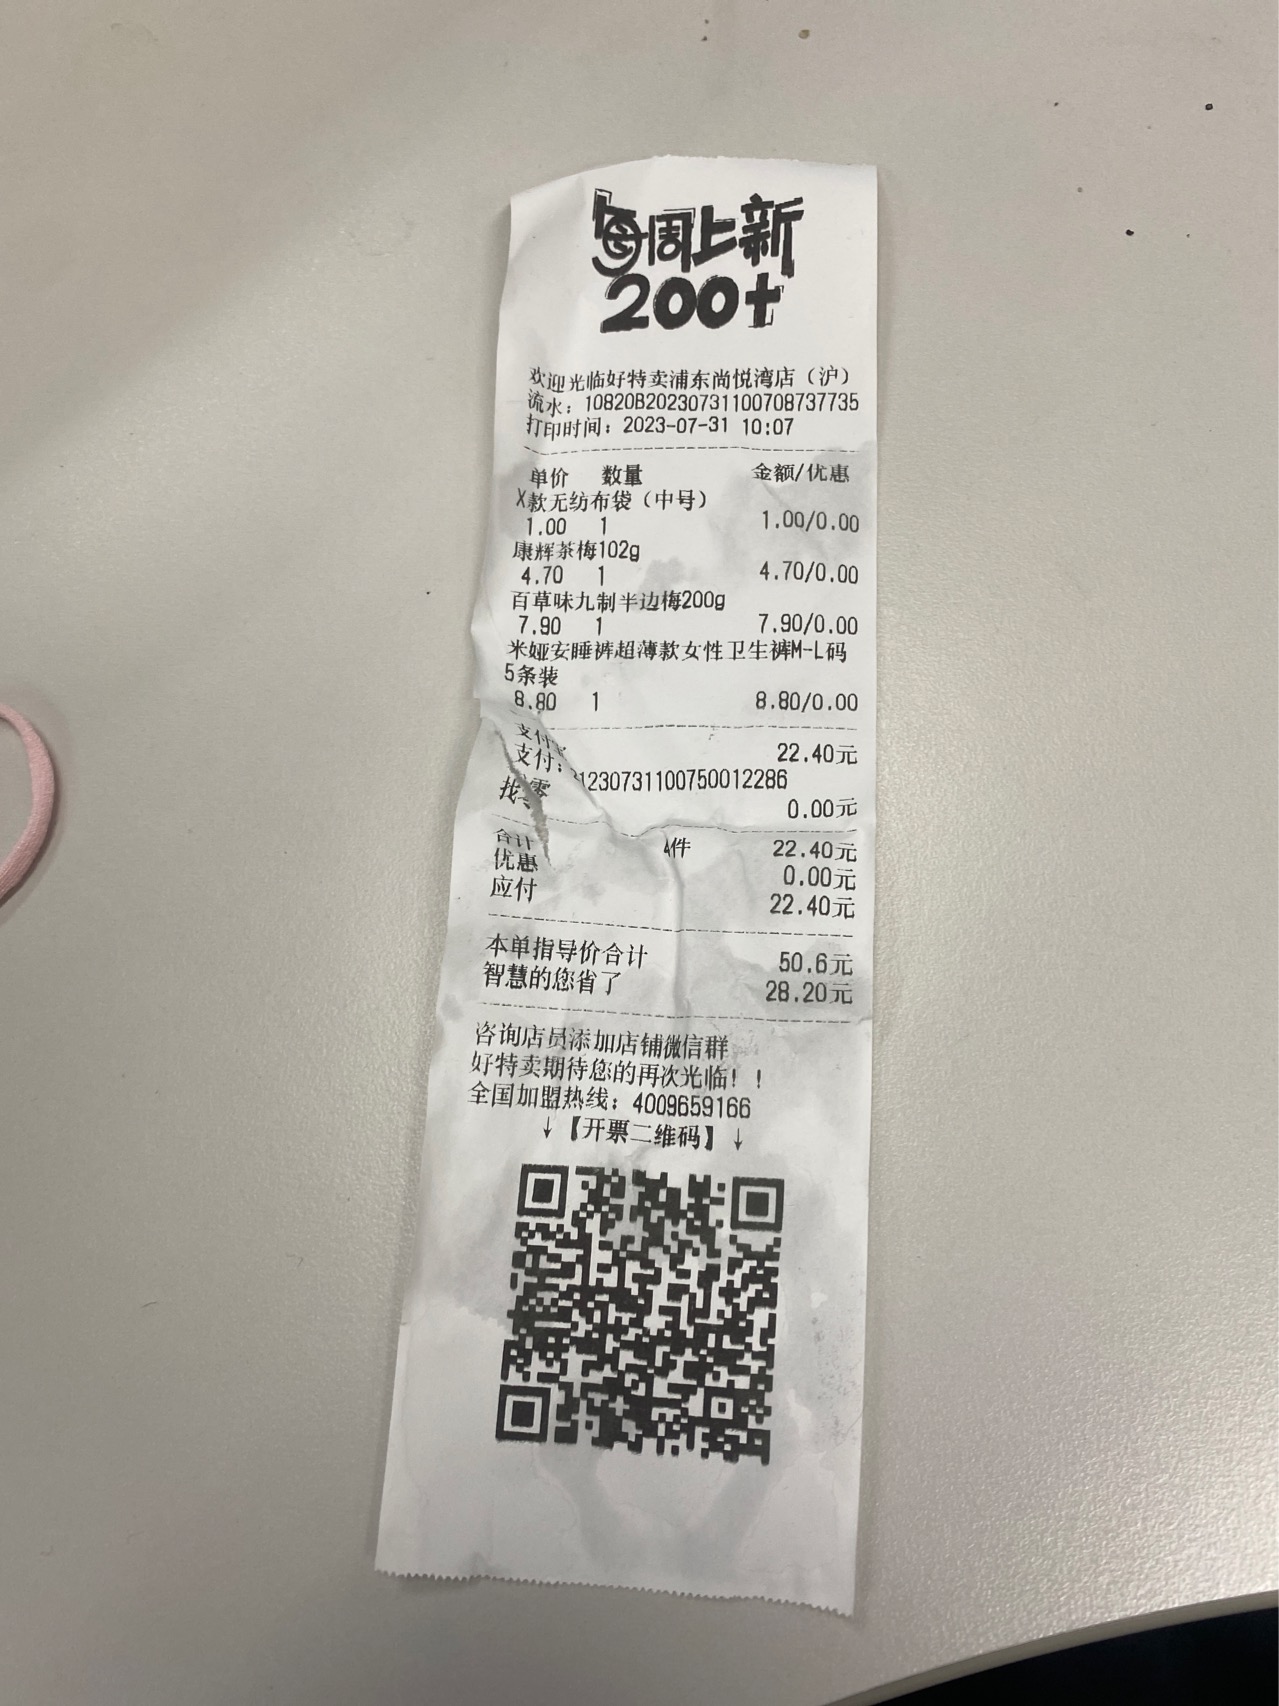 每周上新
200+
欢迎光临好特卖浦东尚悦湾店（沪）
流水：10820B20230731100708737735
打印时间：2023-07-31 10:07
单价 数量 金额/优惠
X款无纺布袋（中号）
1.00 1 1.00/0.00
康辉茶梅102g
4.70 1 4.70/0.00
百草味九制半边梅200g
7.90 1 7.90/0.00
米娅安睡裤超薄款女性卫生裤M-L码
5条装
8.80 1 8.80/0.00
支付 22.40元
支付: 1230731100750012286
找零 0.00元
合计 4件 22.40元
优惠 0.00元
应付 22.40元
本单指导价合计 50.6元
智慧的您省了 28.20元
咨询店员添加店铺微信群
好特卖期待您的再次光临！！
全国加盟热线：4009659166
↓【开票二维码】↓